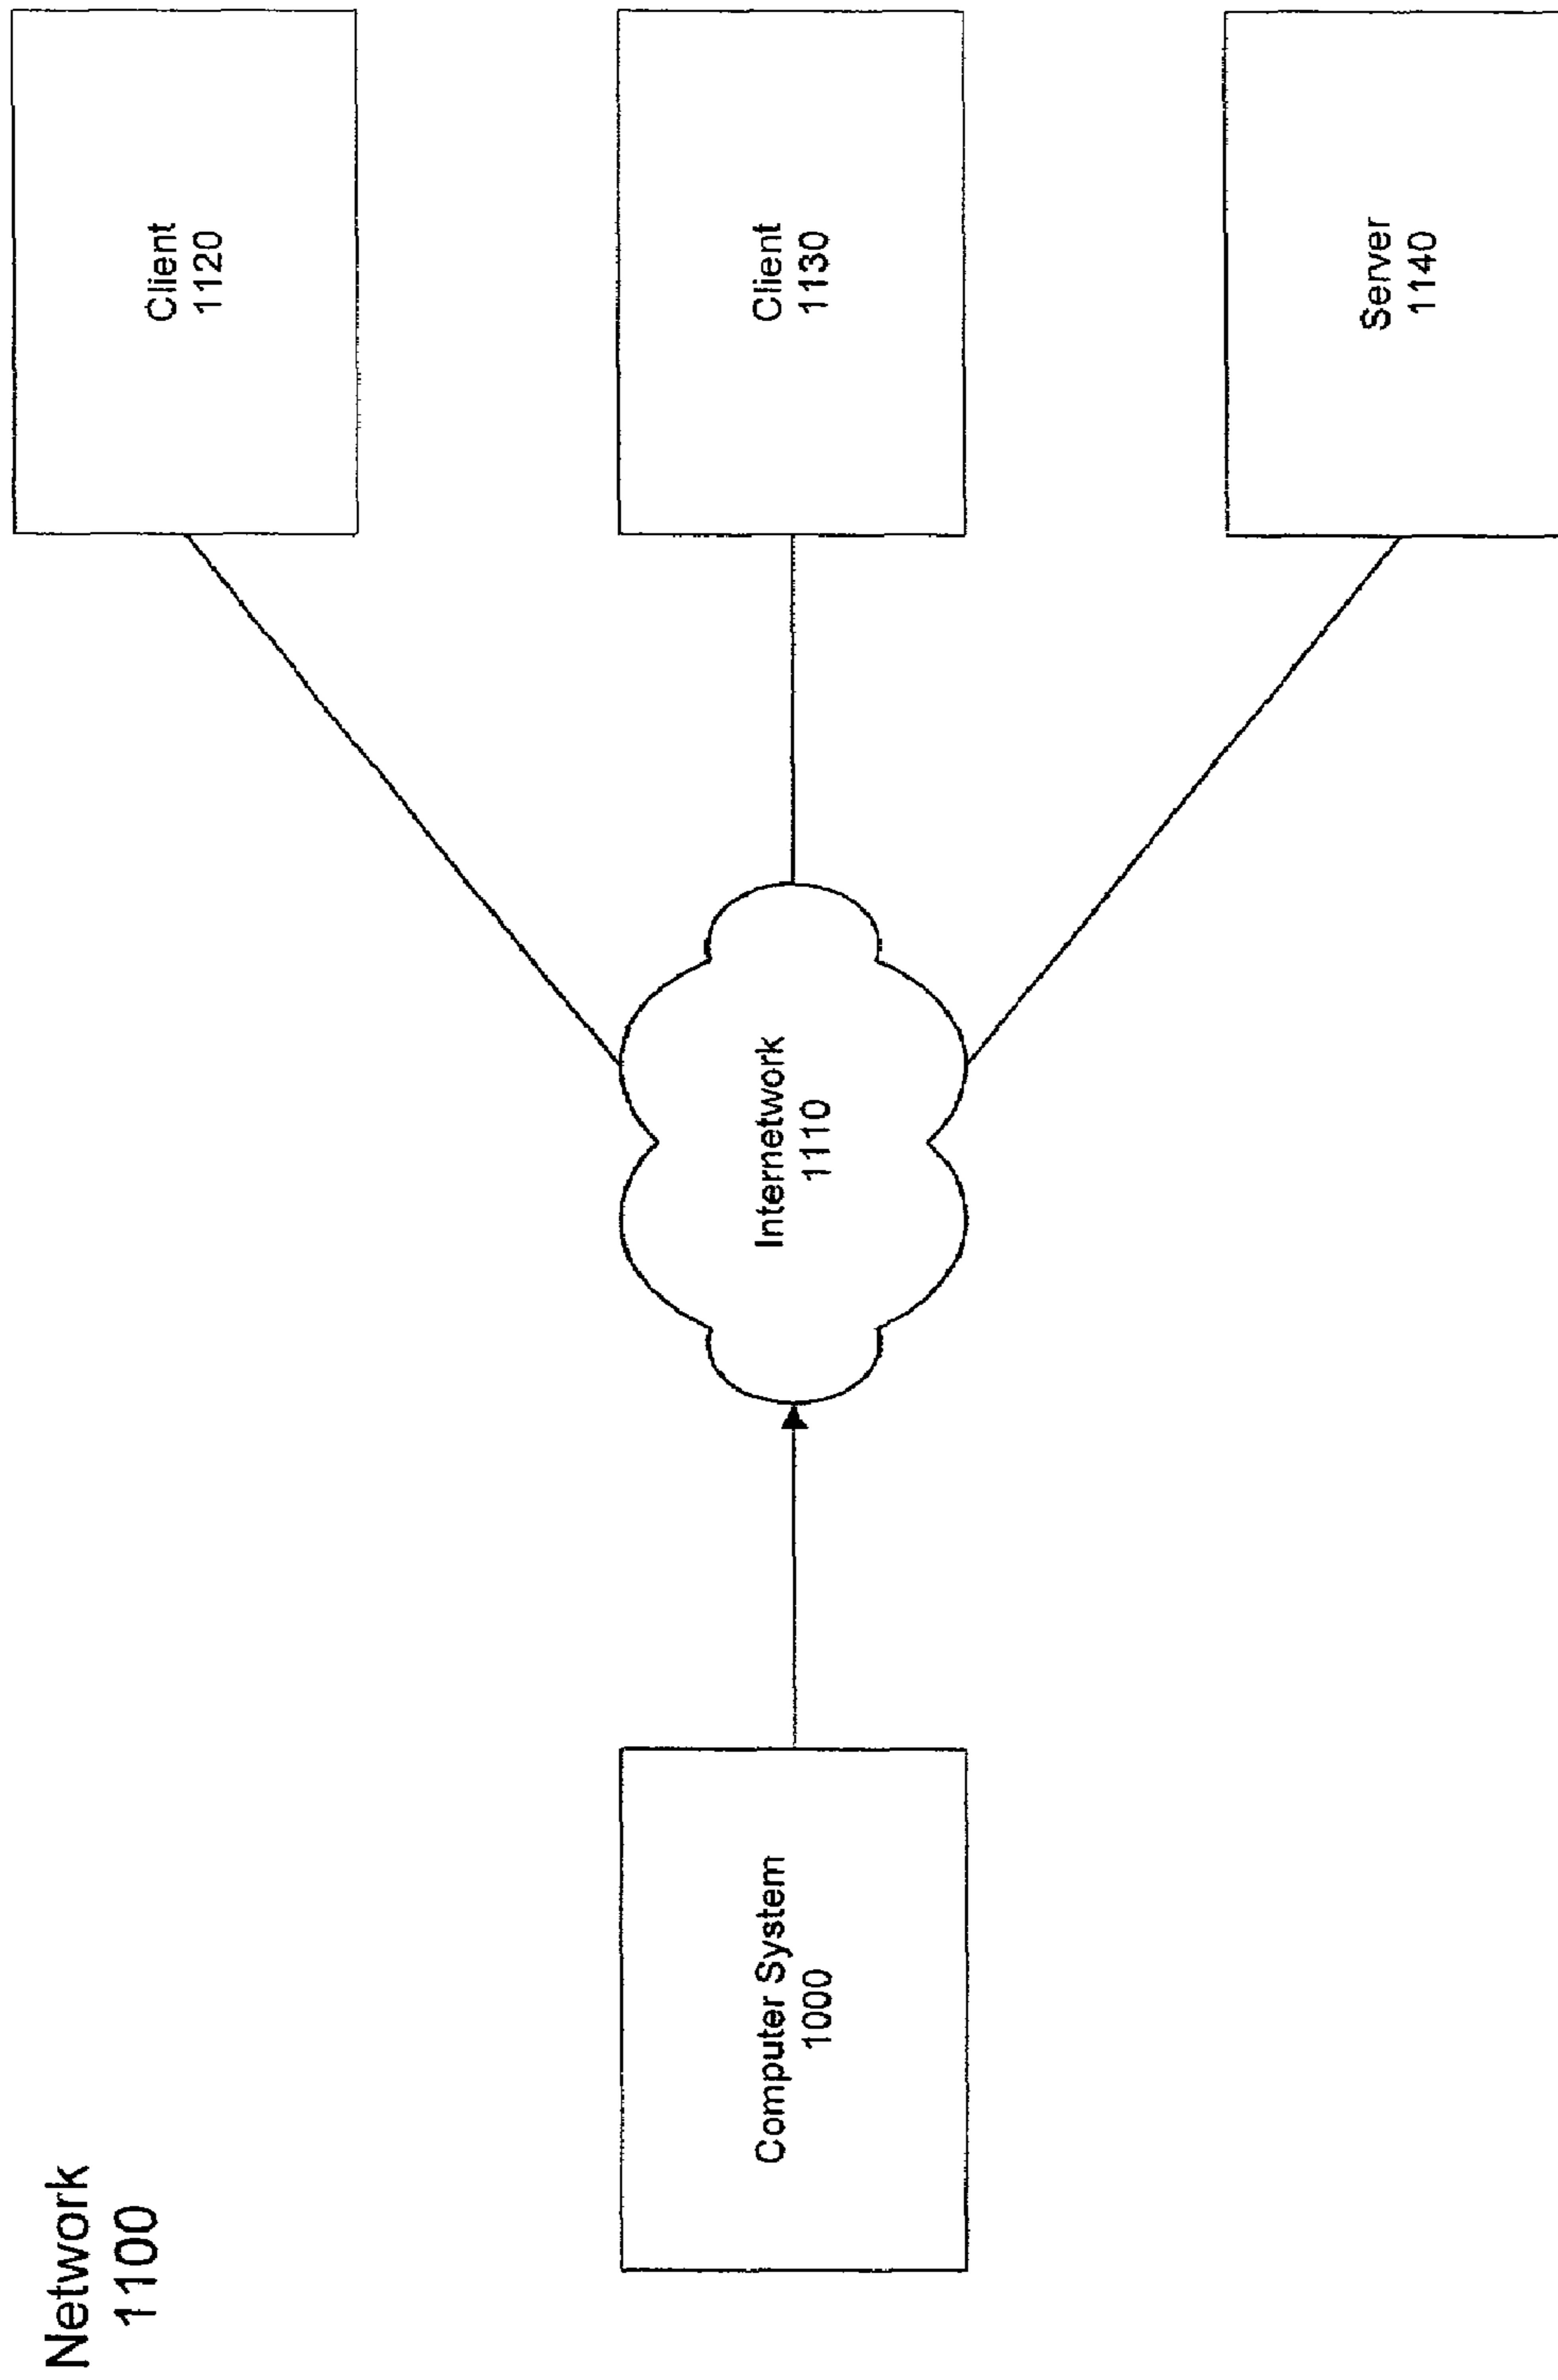 Network
1100
Computer System
1000
Internetwork
1110
Client
1120
Client
1130
Server
1140